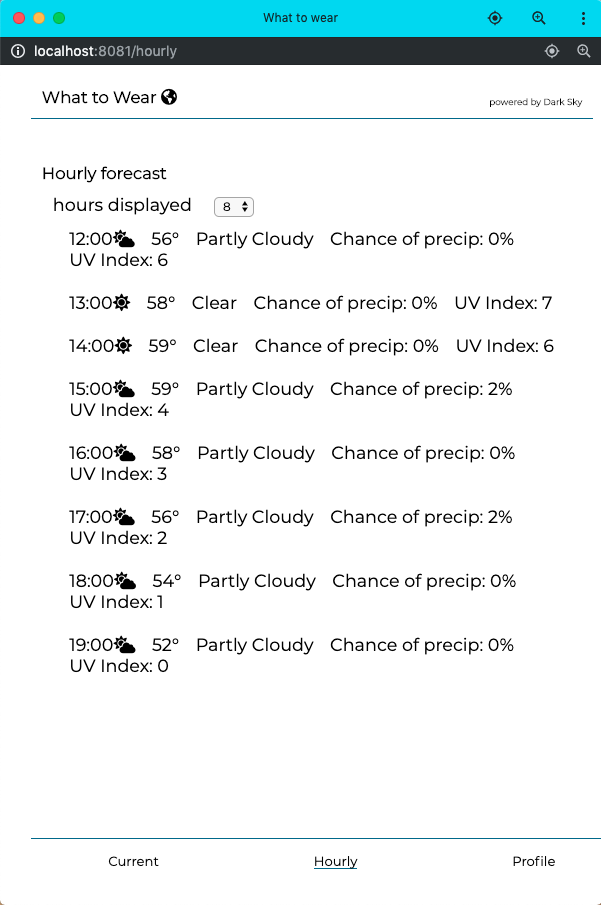 What to wear
localhost:8081/hourly
What to Wear
powered by Dark Sky
Hourly forecast
hours displayed 8
12:00 56° Partly Cloudy Chance of precip: 0%
UV Index: 6
13:00 58° Clear Chance of precip: 0% UV Index: 7
14:00 59° Clear Chance of precip: 0% UV Index: 6
15:00 59° Partly Cloudy Chance of precip: 2%
UV Index: 4
16:00 58° Partly Cloudy Chance of precip: 0%
UV Index: 3
17:00 56° Partly Cloudy Chance of precip: 2%
UV Index: 2
18:00 54° Partly Cloudy Chance of precip: 0%
UV Index: 1
19:00 52° Partly Cloudy Chance of precip: 0%
UV Index: 0
Current Hourly Profile